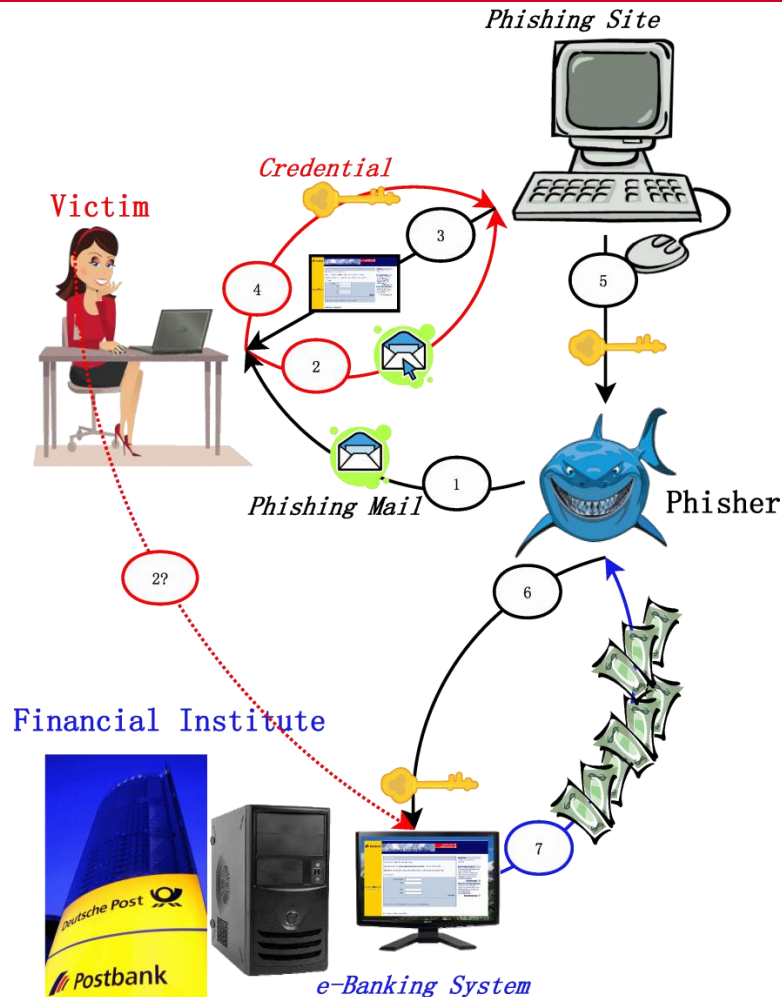 Phishing Site
Credential
Victim
3
4
5
2
1
Phishing Mail
Phisher
2?
6
Financial Institute
7
Deutsche Post
Postbank
e-Banking System